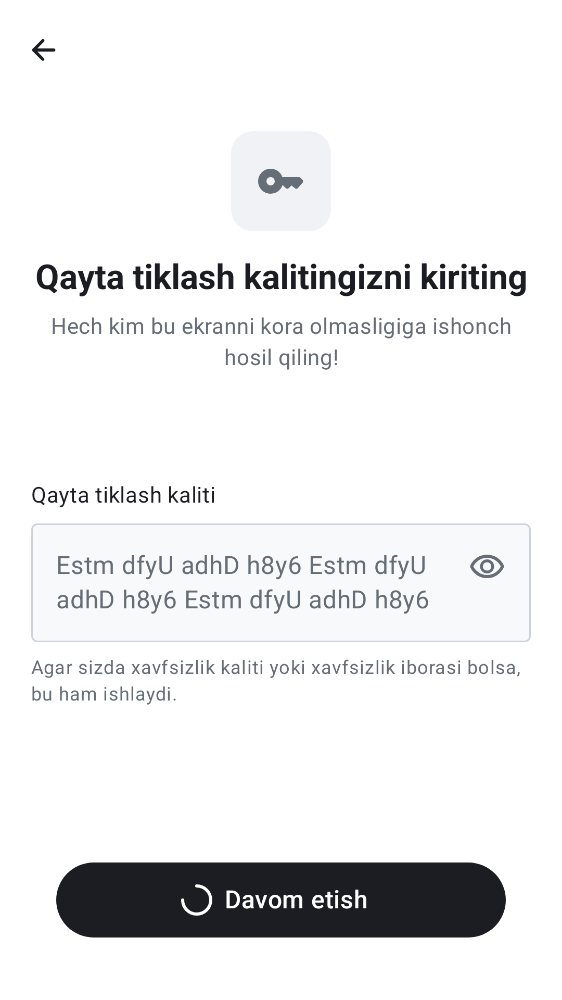 Qayta tiklash kalitingizni kiriting
Hech kim bu ekranni kora olmasligiga ishonch
hosil qiling!
Qayta tiklash kaliti
Estm dfyU adhD h8y6 Estm dfyU
adhD h8y6 Estm dfyU adhD h8y6
Agar sizda xavfsizlik kaliti yoki xavfsizlik iborasi bolsa,
bu ham ishlaydi.
Davom etish